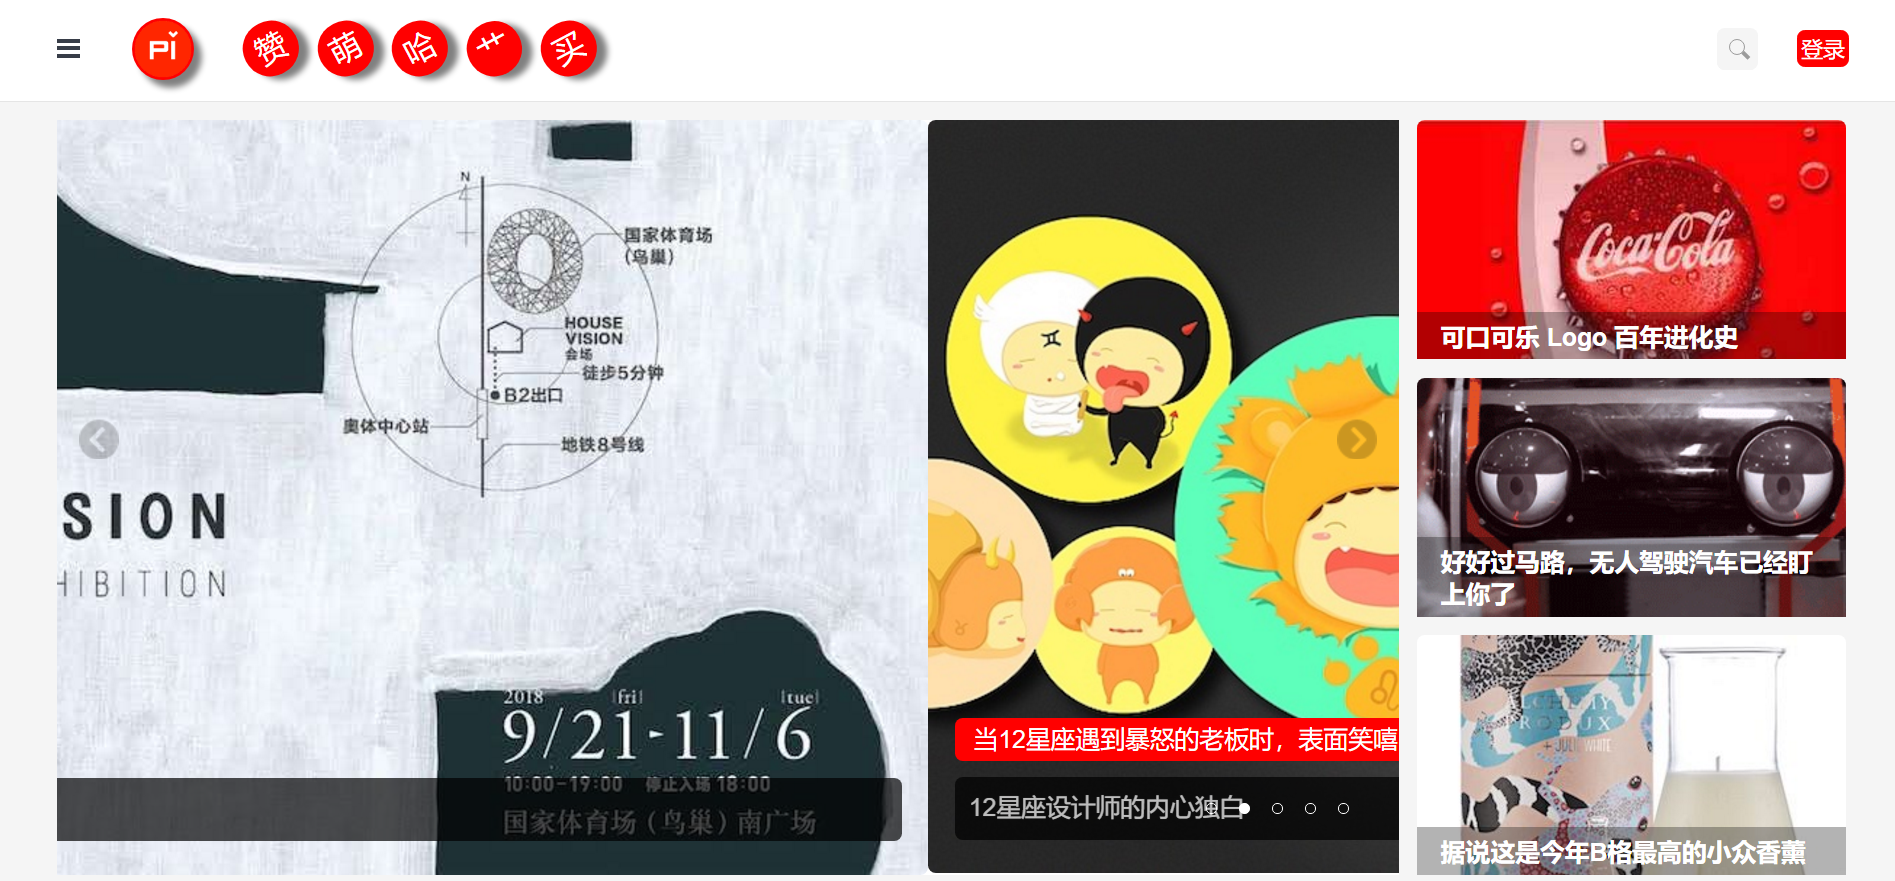 Pi
赞
萌
哈
艹
买
登录
N
国家体育场
(鸟巢)
HOUSE
VISION
会场
徒步5分钟
B2出口
奥体中心站
地铁8号线
SION
HIBITION
2018 |fri| |tue|
9/21-11/6
10:00-19:00 停止入场 18:00
国家体育场(鸟巢)南广场
当12星座遇到暴怒的老板时，表面笑嘻
12星座设计师的内心独白
Coca-Cola
可口可乐 Logo 百年进化史
好好过马路，无人驾驶汽车已经盯
上你了
ALCHEMY
PRODUX
+ JULIE WHITE
据说这是今年B格最高的小众香薰